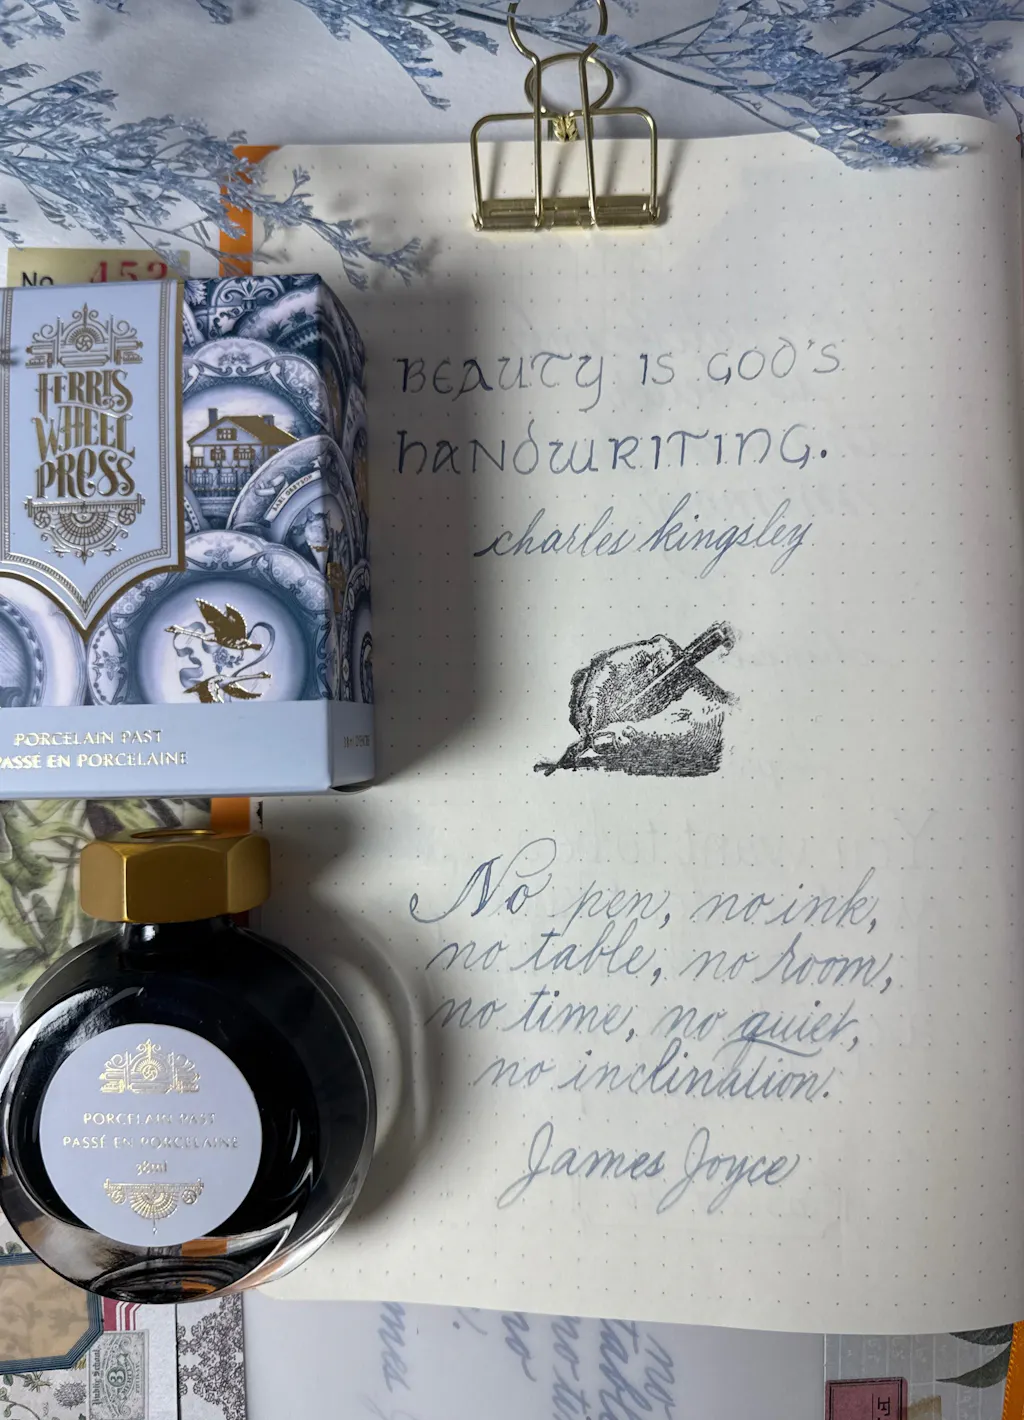 No. 452
FERRIS
WHEEL
PRESS
PORCELAIN PAST
PASSÉ EN PORCELAINE
BEAUTY IS GOD'S
HANDWRITING.
charles kingsley
No pen, no ink,
no table, no room,
no time, no quiet,
no inclination.
James Joyce
PORCELAIN PAST
PASSÉ EN PORCELAINE
38ml